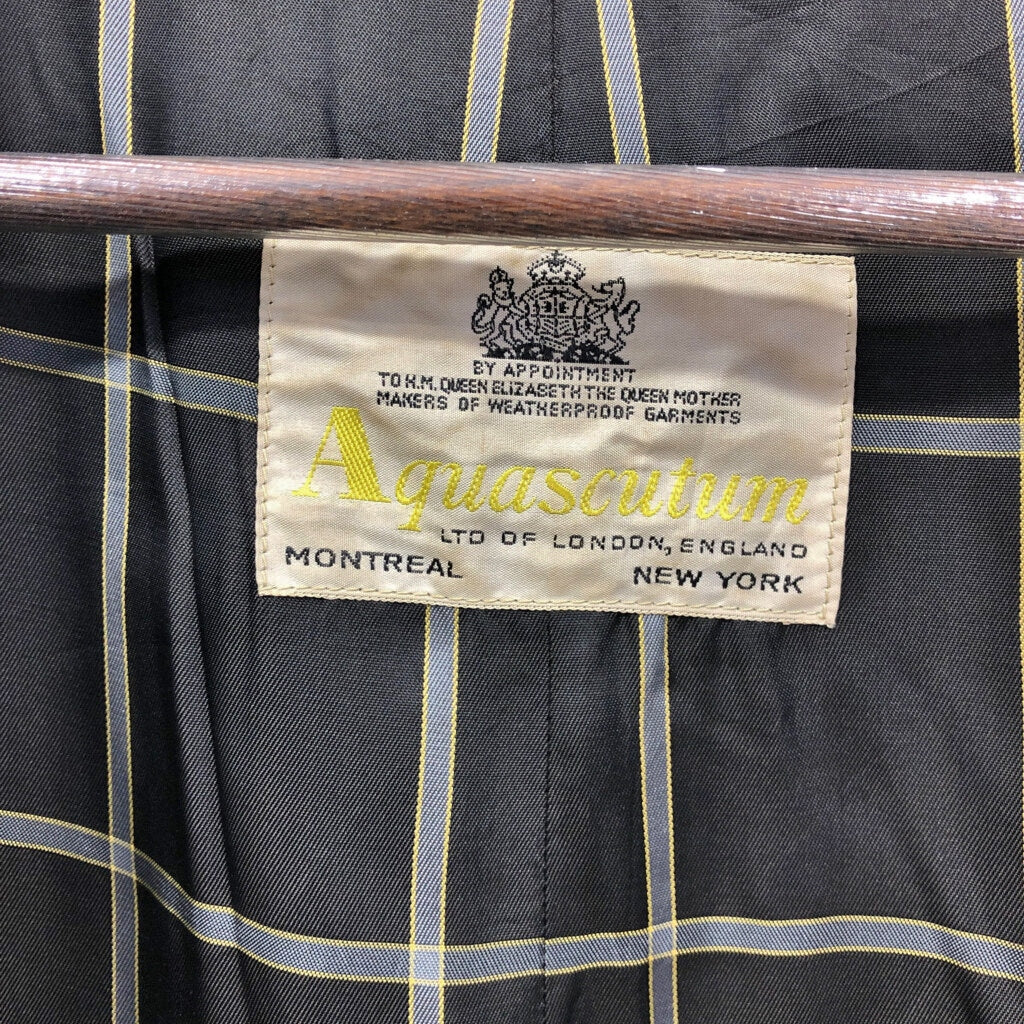 BY APPOINTMENT
TO H.M. QUEEN ELIZABETH THE QUEEN MOTHER
MAKERS OF WEATHERPROOF GARMENTS
Aquascutum
LTD OF LONDON, ENGLAND
MONTREAL NEW YORK